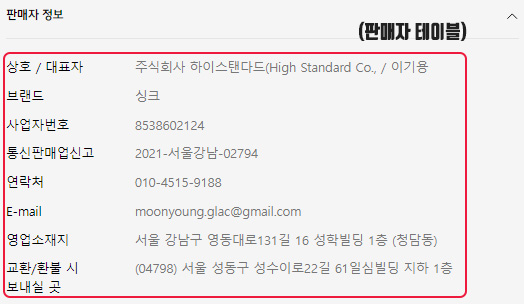 판매자 정보
(판매자 테이블)
상호 / 대표자 주식회사 하이스탠다드(High Standard Co., / 이기용
브랜드 싱크
사업자번호 8538602124
통신판매업신고 2021-서울강남-02794
연락처 010-4515-9188
E-mail moonyoung.glac@gmail.com
영업소재지 서울 강남구 영동대로131길 16 성학빌딩 1층 (청담동)
교환/환불 시 (04798) 서울 성동구 성수이로22길 61일심빌딩 지하 1층
보내실 곳